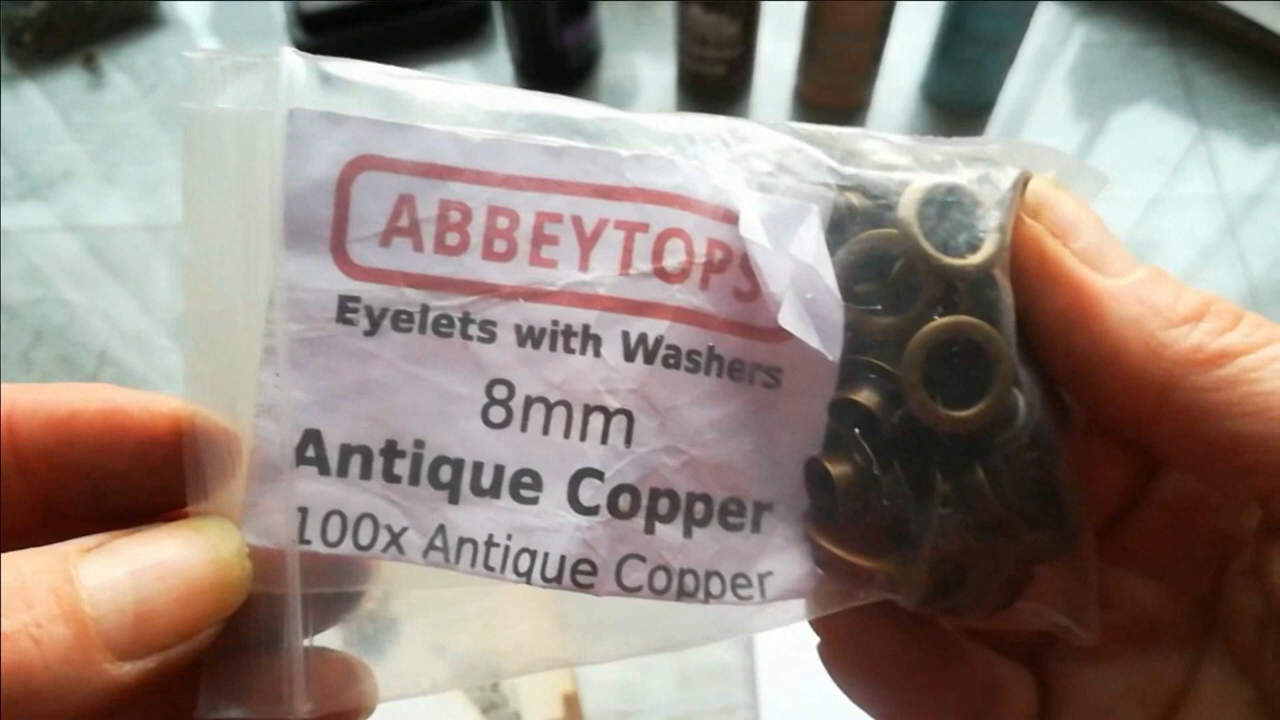 ABBEYTOPS
Eyelets with Washers
8mm
Antique Copper
100x Antique Copper